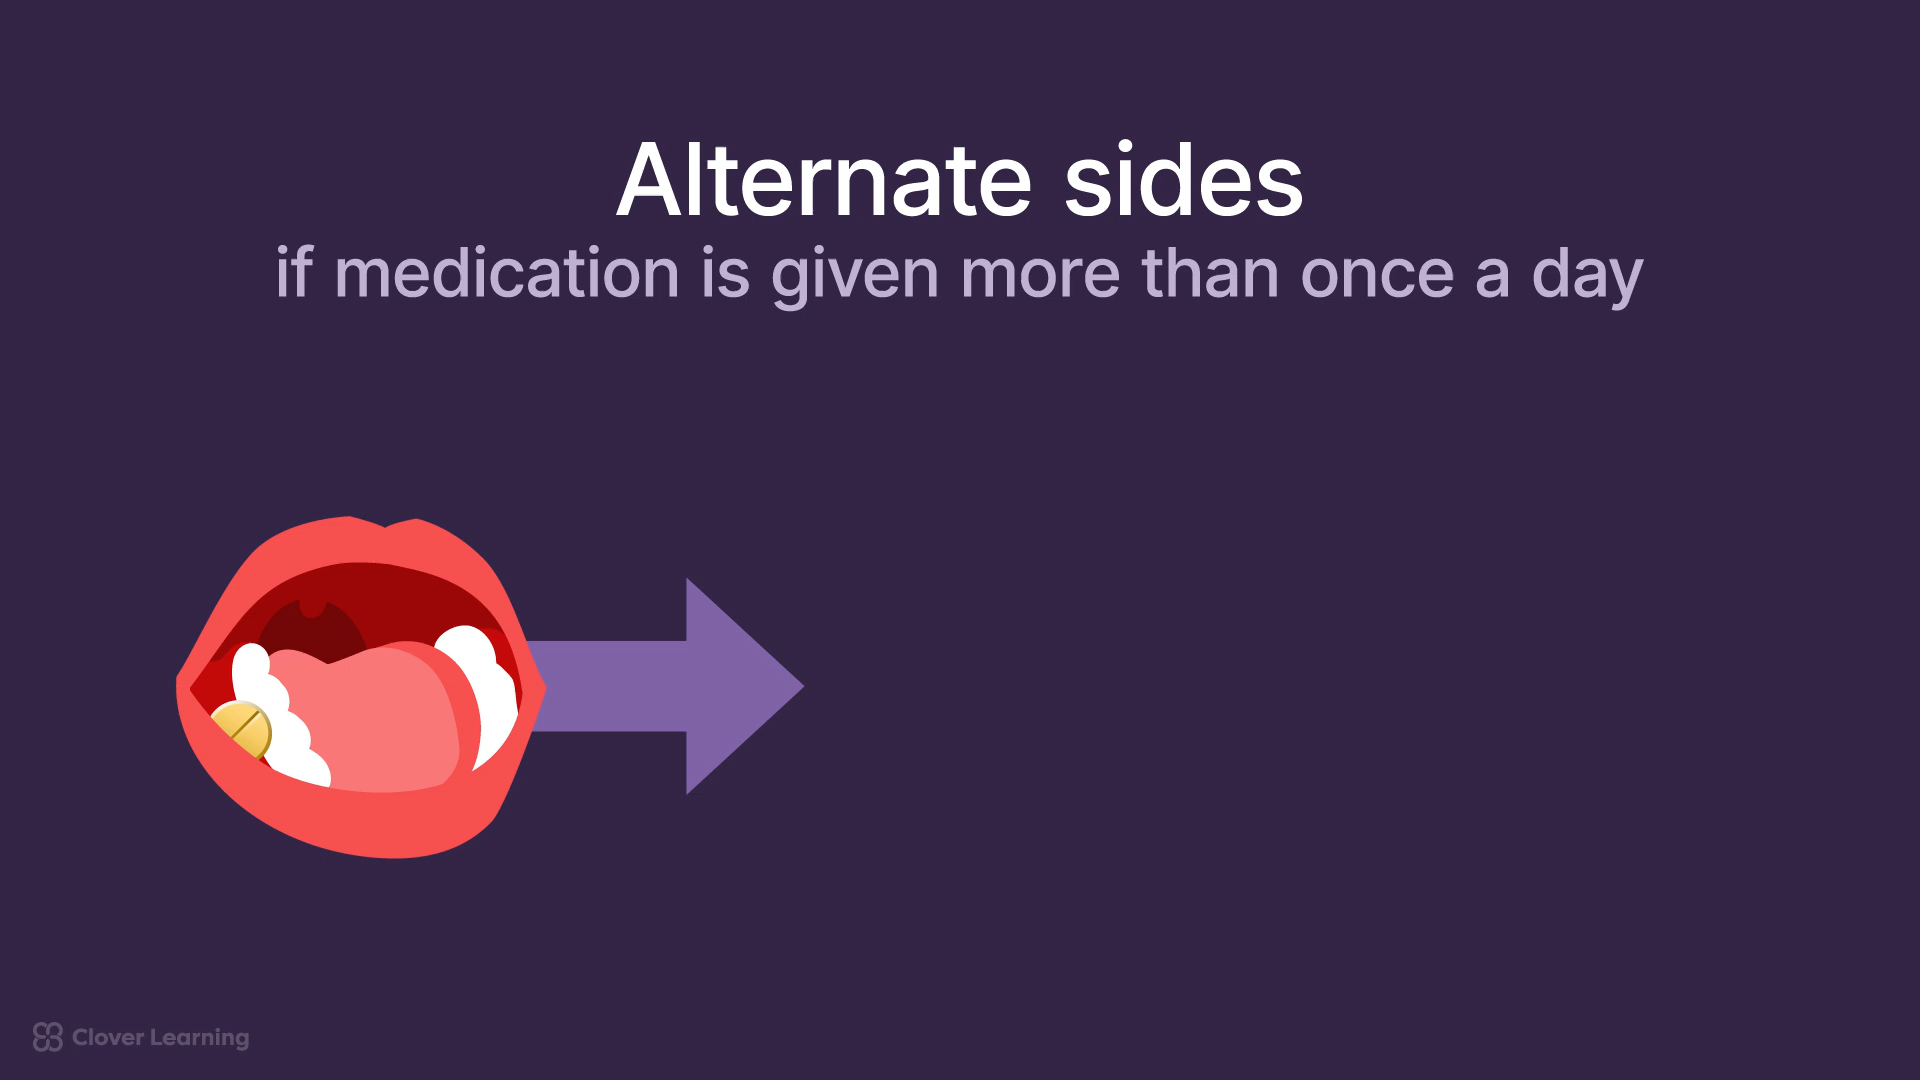 Alternate sides
if medication is given more than once a day
Clover Learning